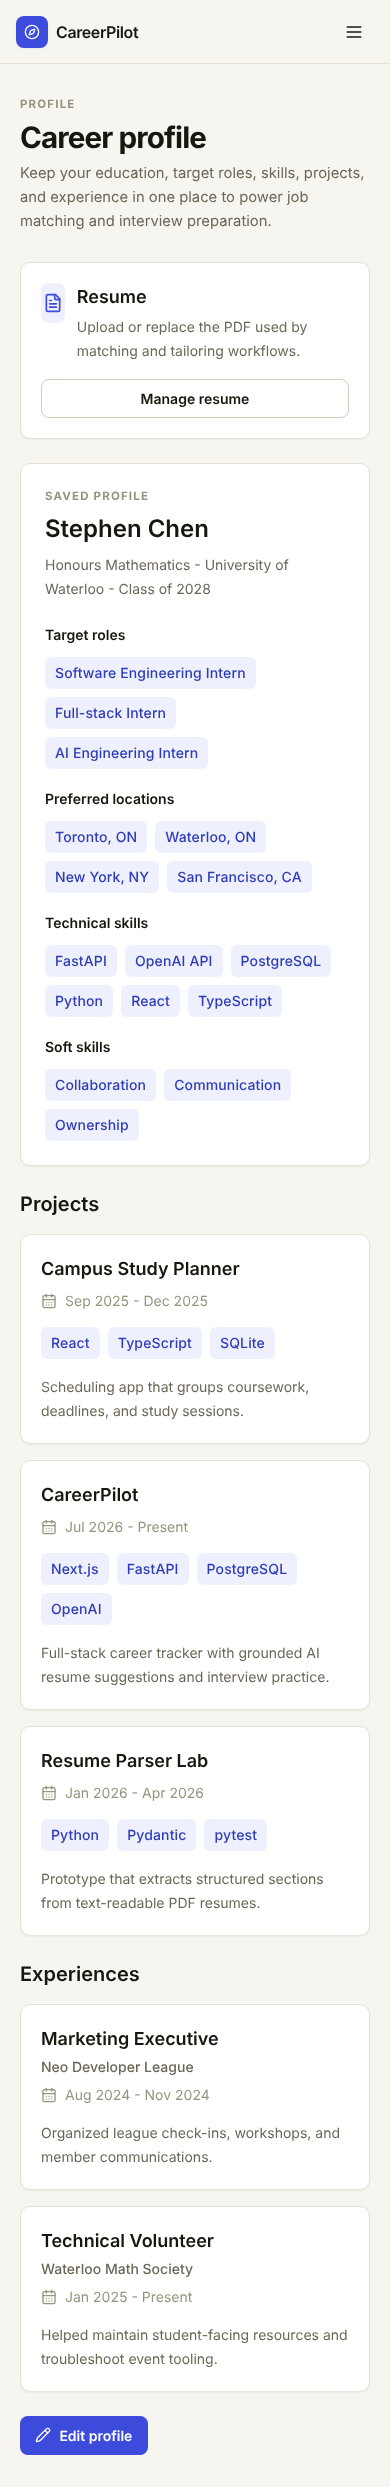 CareerPilot
PROFILE
Career profile
Keep your education, target roles, skills, projects,
and experience in one place to power job
matching and interview preparation.
Resume
Upload or replace the PDF used by
matching and tailoring workflows.
Manage resume
SAVED PROFILE
Stephen Chen
Honours Mathematics - University of
Waterloo - Class of 2028
Target roles
Software Engineering Intern
Full-stack Intern
AI Engineering Intern
Preferred locations
Toronto, ON Waterloo, ON
New York, NY San Francisco, CA
Technical skills
FastAPI OpenAI API PostgreSQL
Python React TypeScript
Soft skills
Collaboration Communication
Ownership
Projects
Campus Study Planner
Sep 2025 - Dec 2025
React TypeScript SQLite
Scheduling app that groups coursework,
deadlines, and study sessions.
CareerPilot
Jul 2026 - Present
Next.js FastAPI PostgreSQL
OpenAI
Full-stack career tracker with grounded AI
resume suggestions and interview practice.
Resume Parser Lab
Jan 2026 - Apr 2026
Python Pydantic pytest
Prototype that extracts structured sections
from text-readable PDF resumes.
Experiences
Marketing Executive
Neo Developer League
Aug 2024 - Nov 2024
Organized league check-ins, workshops, and
member communications.
Technical Volunteer
Waterloo Math Society
Jan 2025 - Present
Helped maintain student-facing resources and
troubleshoot event tooling.
Edit profile